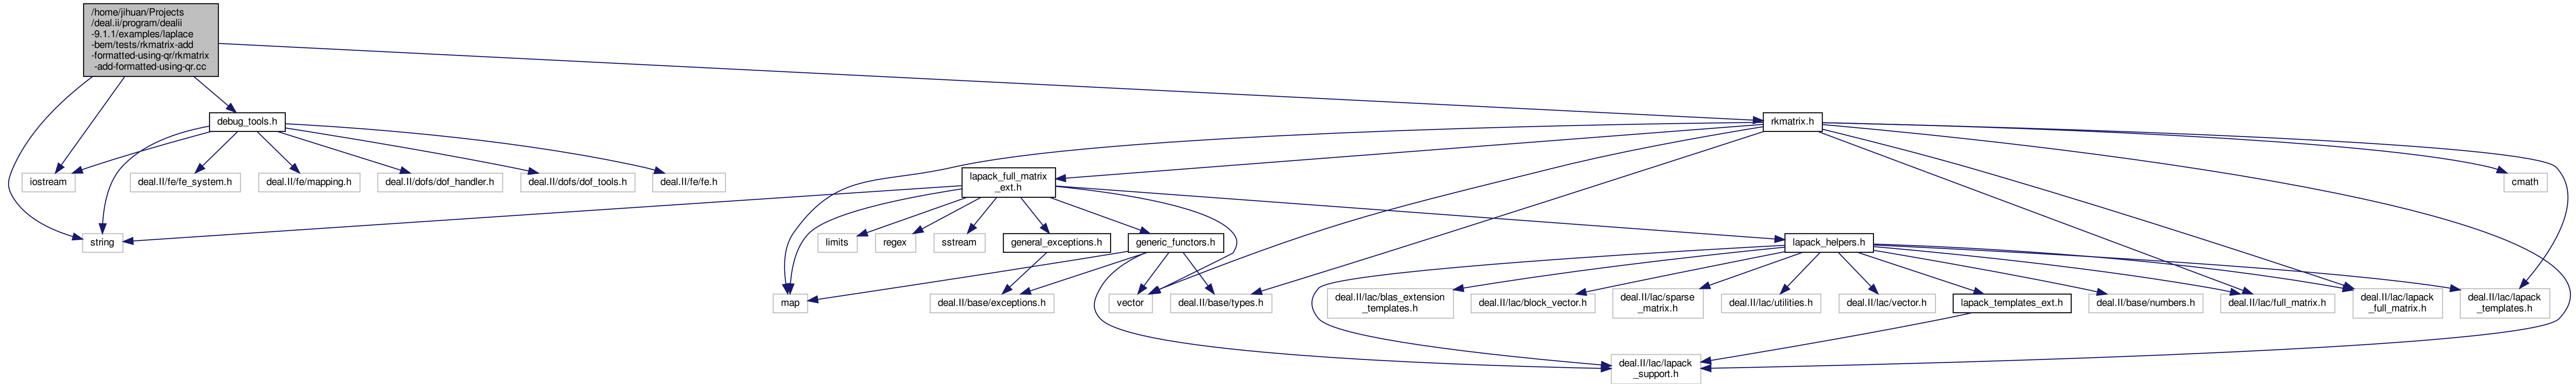 /home/jihuan/Projects
/deal.ii/program/dealii
-9.1.1/examples/laplace
-bem/tests/rkmatrix-add
-formatted-using-qr/rkmatrix
-add-formatted-using-qr.cc
debug_tools.h
rkmatrix.h
iostream
deal.II/fe/fe_system.h
deal.II/fe/mapping.h
deal.II/dofs/dof_handler.h
deal.II/dofs/dof_tools.h
deal.II/fe/fe.h
lapack_full_matrix
_ext.h
cmath
string
limits
regex
sstream
general_exceptions.h
generic_functors.h
lapack_helpers.h
map
deal.II/base/exceptions.h
vector
deal.II/base/types.h
deal.II/lac/blas_extension
_templates.h
deal.II/lac/block_vector.h
deal.II/lac/sparse
_matrix.h
deal.II/lac/utilities.h
deal.II/lac/vector.h
lapack_templates_ext.h
deal.II/base/numbers.h
deal.II/lac/full_matrix.h
deal.II/lac/lapack
_full_matrix.h
deal.II/lac/lapack
_templates.h
deal.II/lac/lapack
_support.h